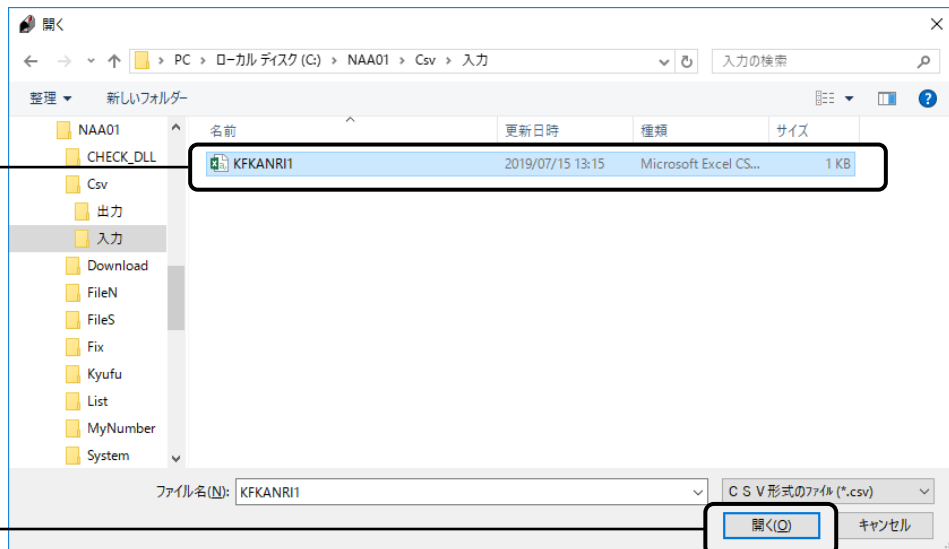 開く
PC › ローカル ディスク (C:) › NAA01 › Csv › 入力
入力の検索
整理 新しいフォルダー
名前 更新日時 種類 サイズ
KFKANRI1 2019/07/15 13:15 Microsoft Excel CS... 1 KB
NAA01
CHECK_DLL
Csv
出力
入力
Download
FileN
FileS
Fix
Kyufu
List
MyNumber
System
ファイル名(N): KFKANRI1 ＣＳＶ形式のﾌｧｲﾙ (*.csv)
開く(O) キャンセル